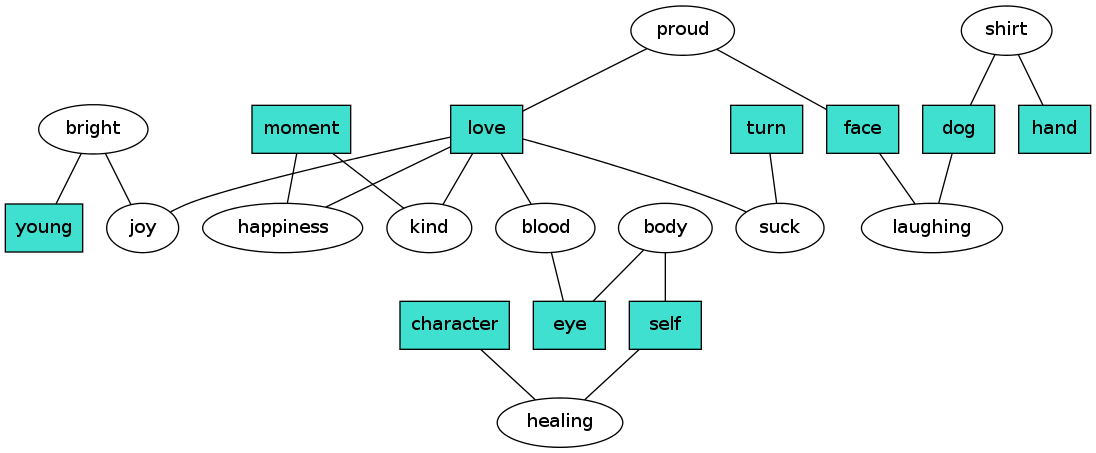 proud
shirt
bright
moment
love
turn
face
dog
hand
young
joy
happiness
kind
blood
body
suck
laughing
character
eye
self
healing